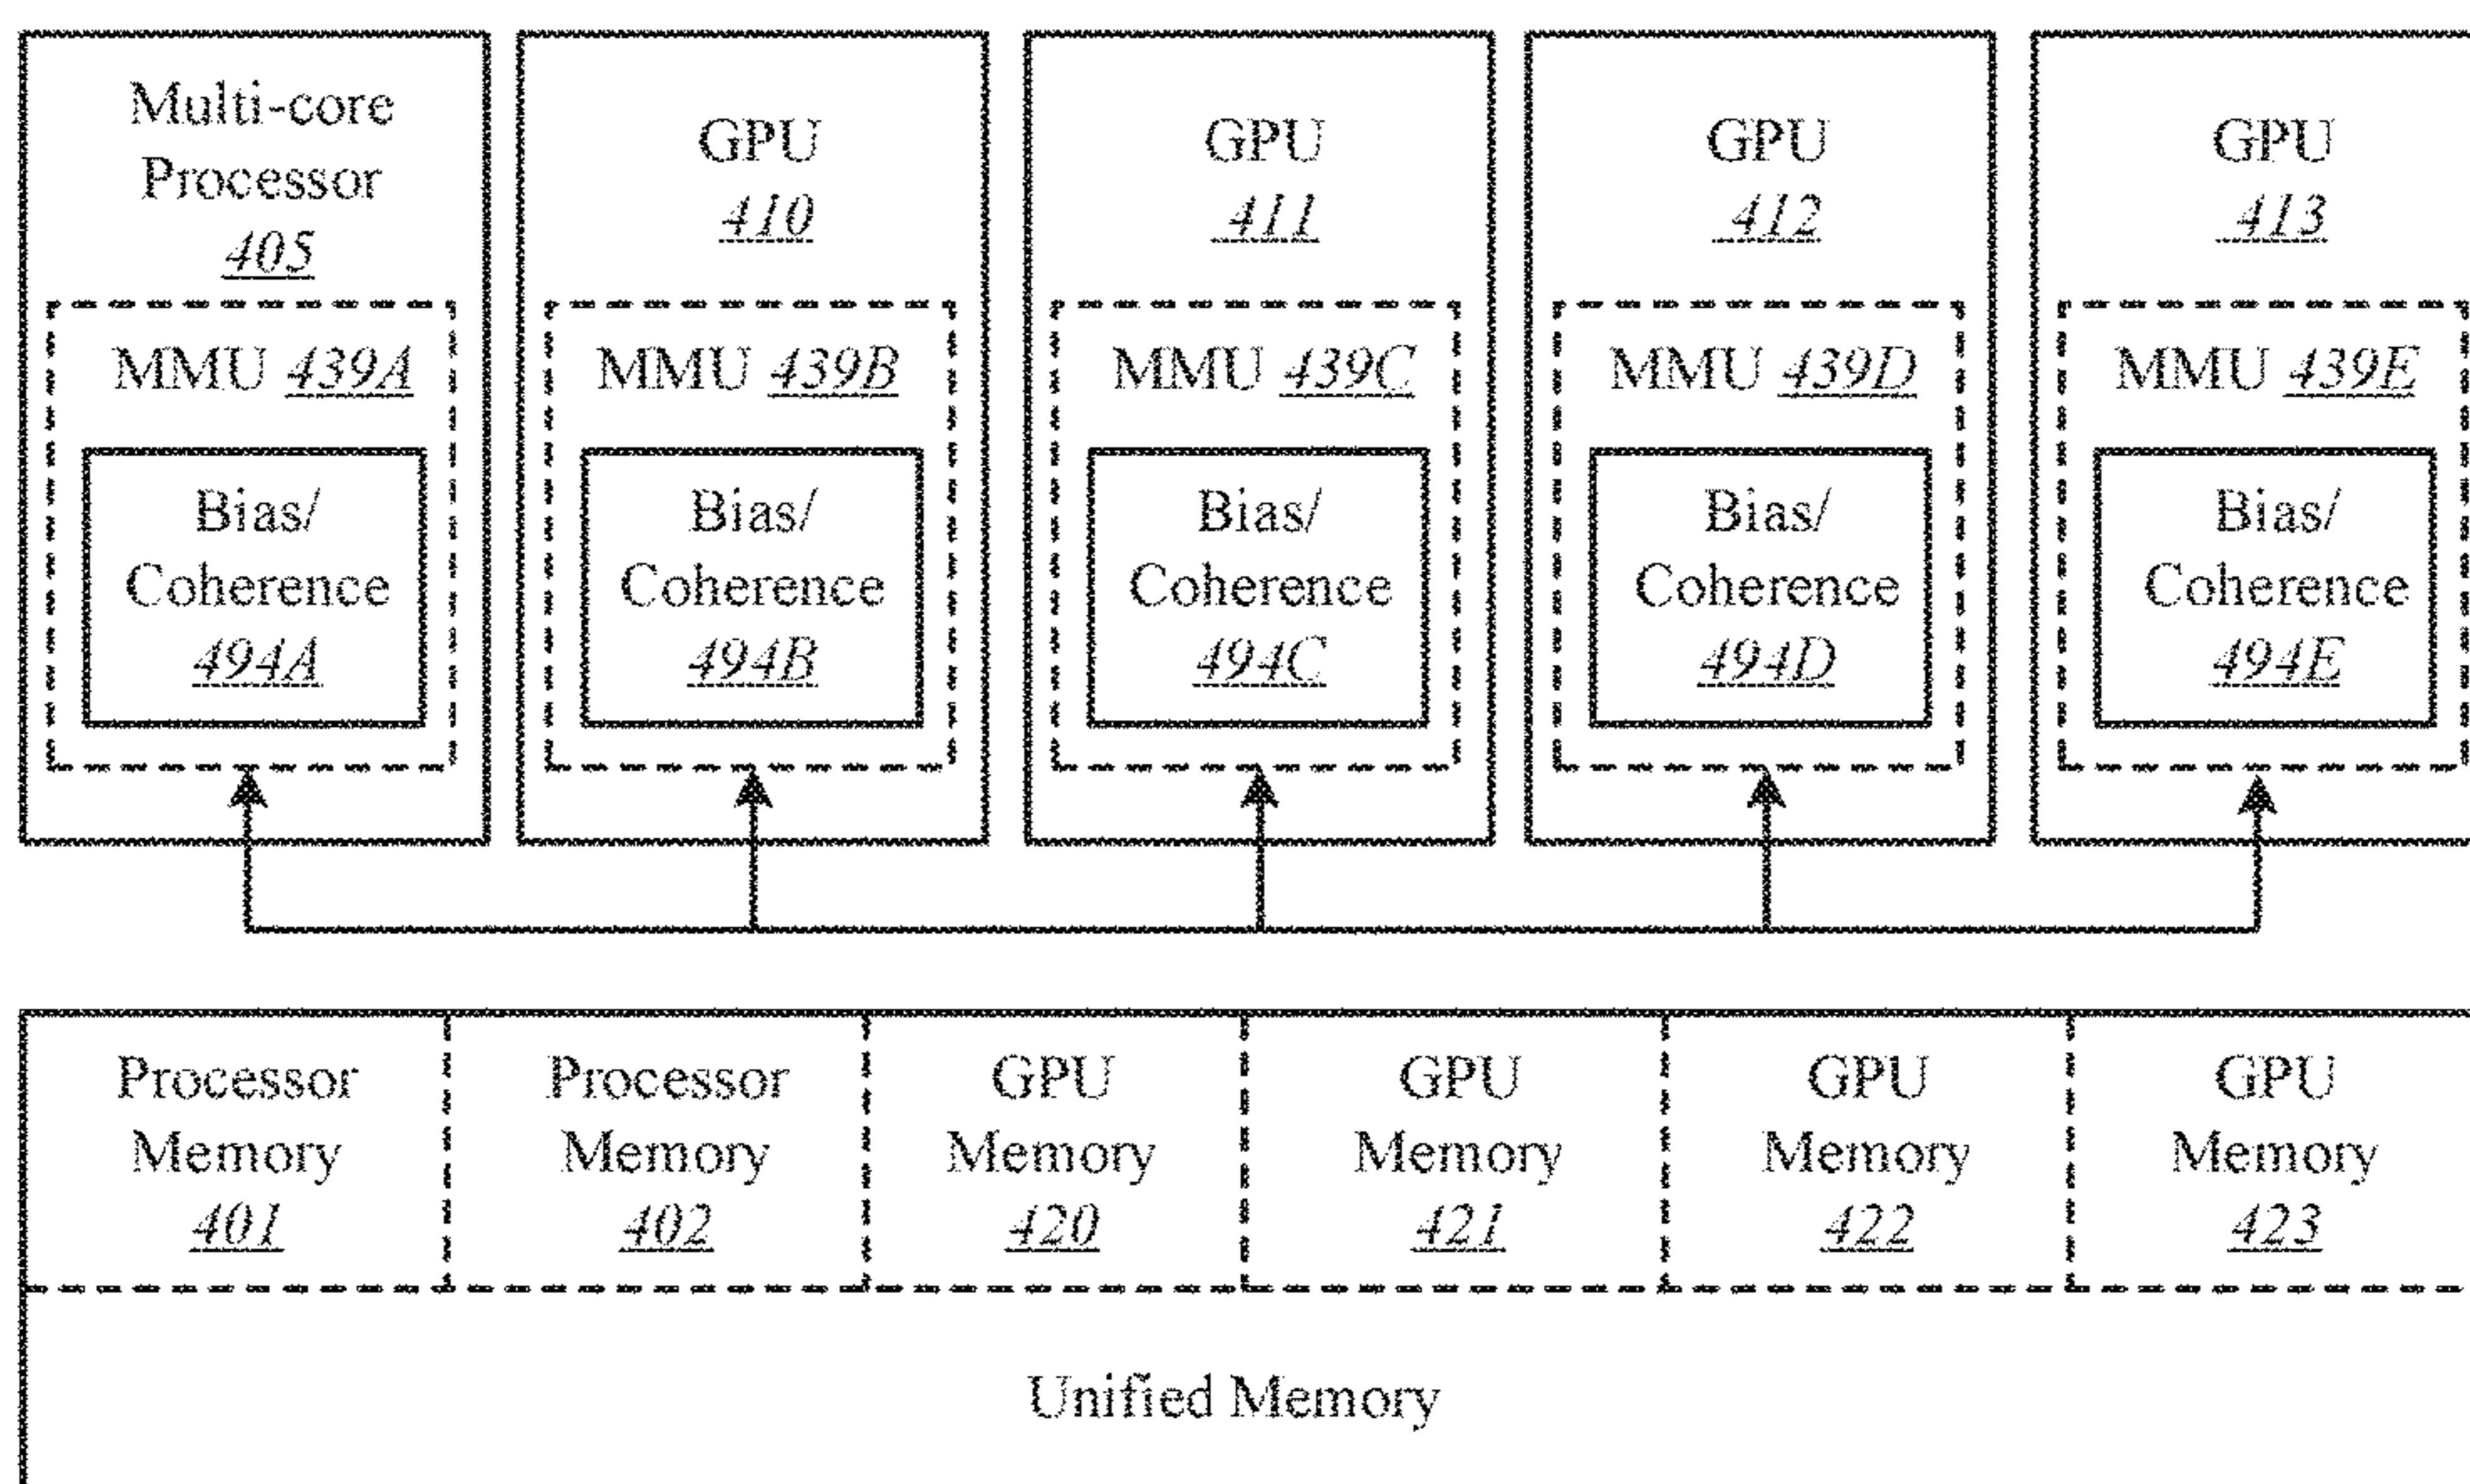 Multi-core
Processor
405
MMU 439A
Bias/
Coherence
494A
GPU
410
MMU 439B
Bias/
Coherence
494B
GPU
411
MMU 439C
Bias/
Coherence
494C
GPU
412
MMU 439D
Bias/
Coherence
494D
GPU
413
MMU 439E
Bias/
Coherence
494E
Processor
Memory
401
Processor
Memory
402
GPU
Memory
420
GPU
Memory
421
GPU
Memory
422
GPU
Memory
423
Unified Memory